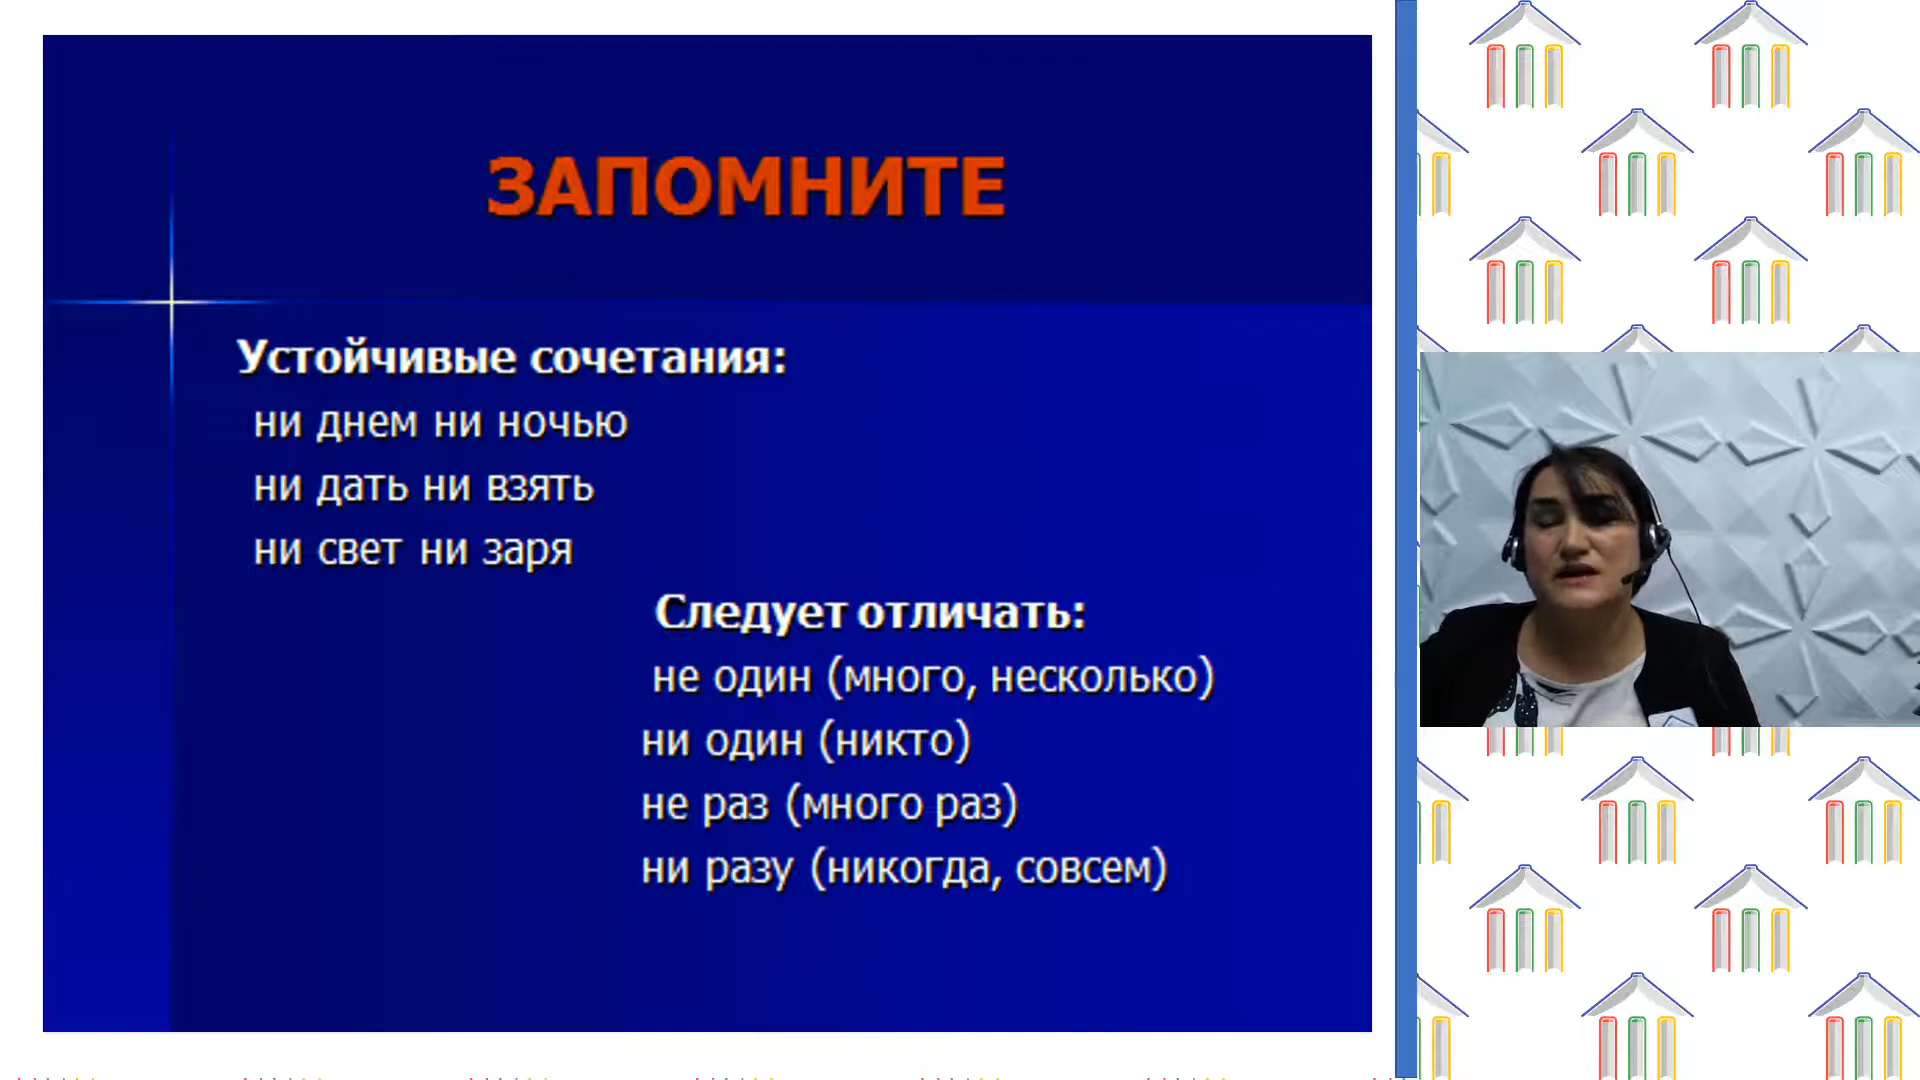 ЗАПОМНИТЕ
Устойчивые сочетания:
ни днем ни ночью
ни дать ни взять
ни свет ни заря
Следует отличать:
не один (много, несколько)
ни один (никто)
не раз (много раз)
ни разу (никогда, совсем)